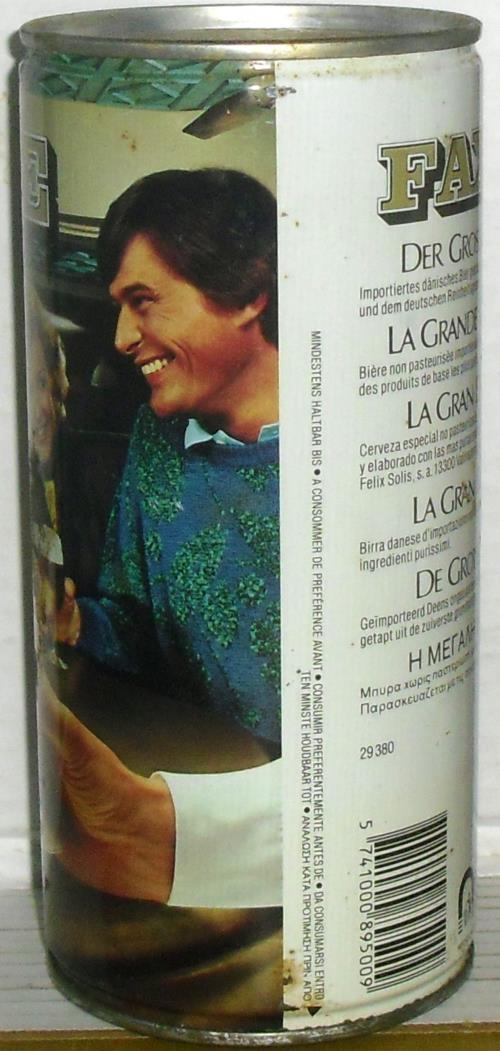 E
FA
DER GROS
Importiertes dänisches Bier
und dem deutschen Reinheit
LA GRANDE
Bière non pasteurisée
des produits de base les
LA GRAN
Cerveza especial no
y elaborado con las mas
Felix Solis, s. a. 13300
LA GRAN
Birra danese d'importazione
ingredienti purissimi.
DE GRO
Geïmporteerd Deens
getapt uit de zuiverste
Η ΜΕΓΑΛ
Μπυρα χωρις
Παρασκευαζεται με τις
29380
5 741000 895009
MINDESTENS HALTBAR BIS • A CONSOMMER DE PREFÉRENCE AVANT • CONSUMIR PREFERENTEMENTE ANTES DE • DA CONSUMARSI ENTRO
TEN MINSTE HOUDBAAR TOT • ΑΝΑΛΩΣΗ ΚΑΤΑ ΠΡΟΤΙΜΗΣΗ ΠΡΙΝ ΑΠΟ